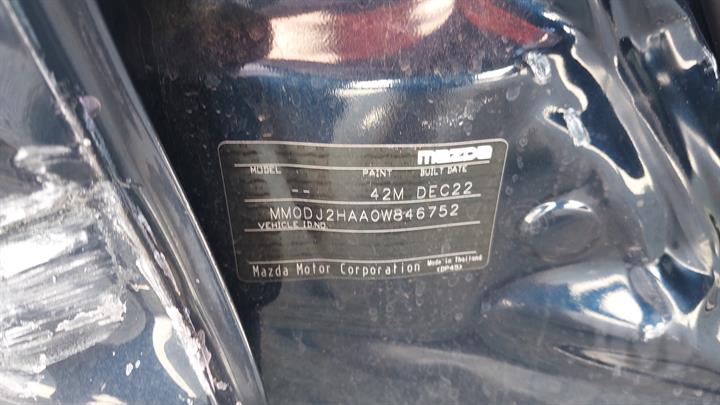 mazda
MODEL PAINT BUILT DATE
-- 42M DEC22
MM0DJ2HAA0W846752
VEHICLE ID.NO.
Mazda Motor Corporation Made in Thailand